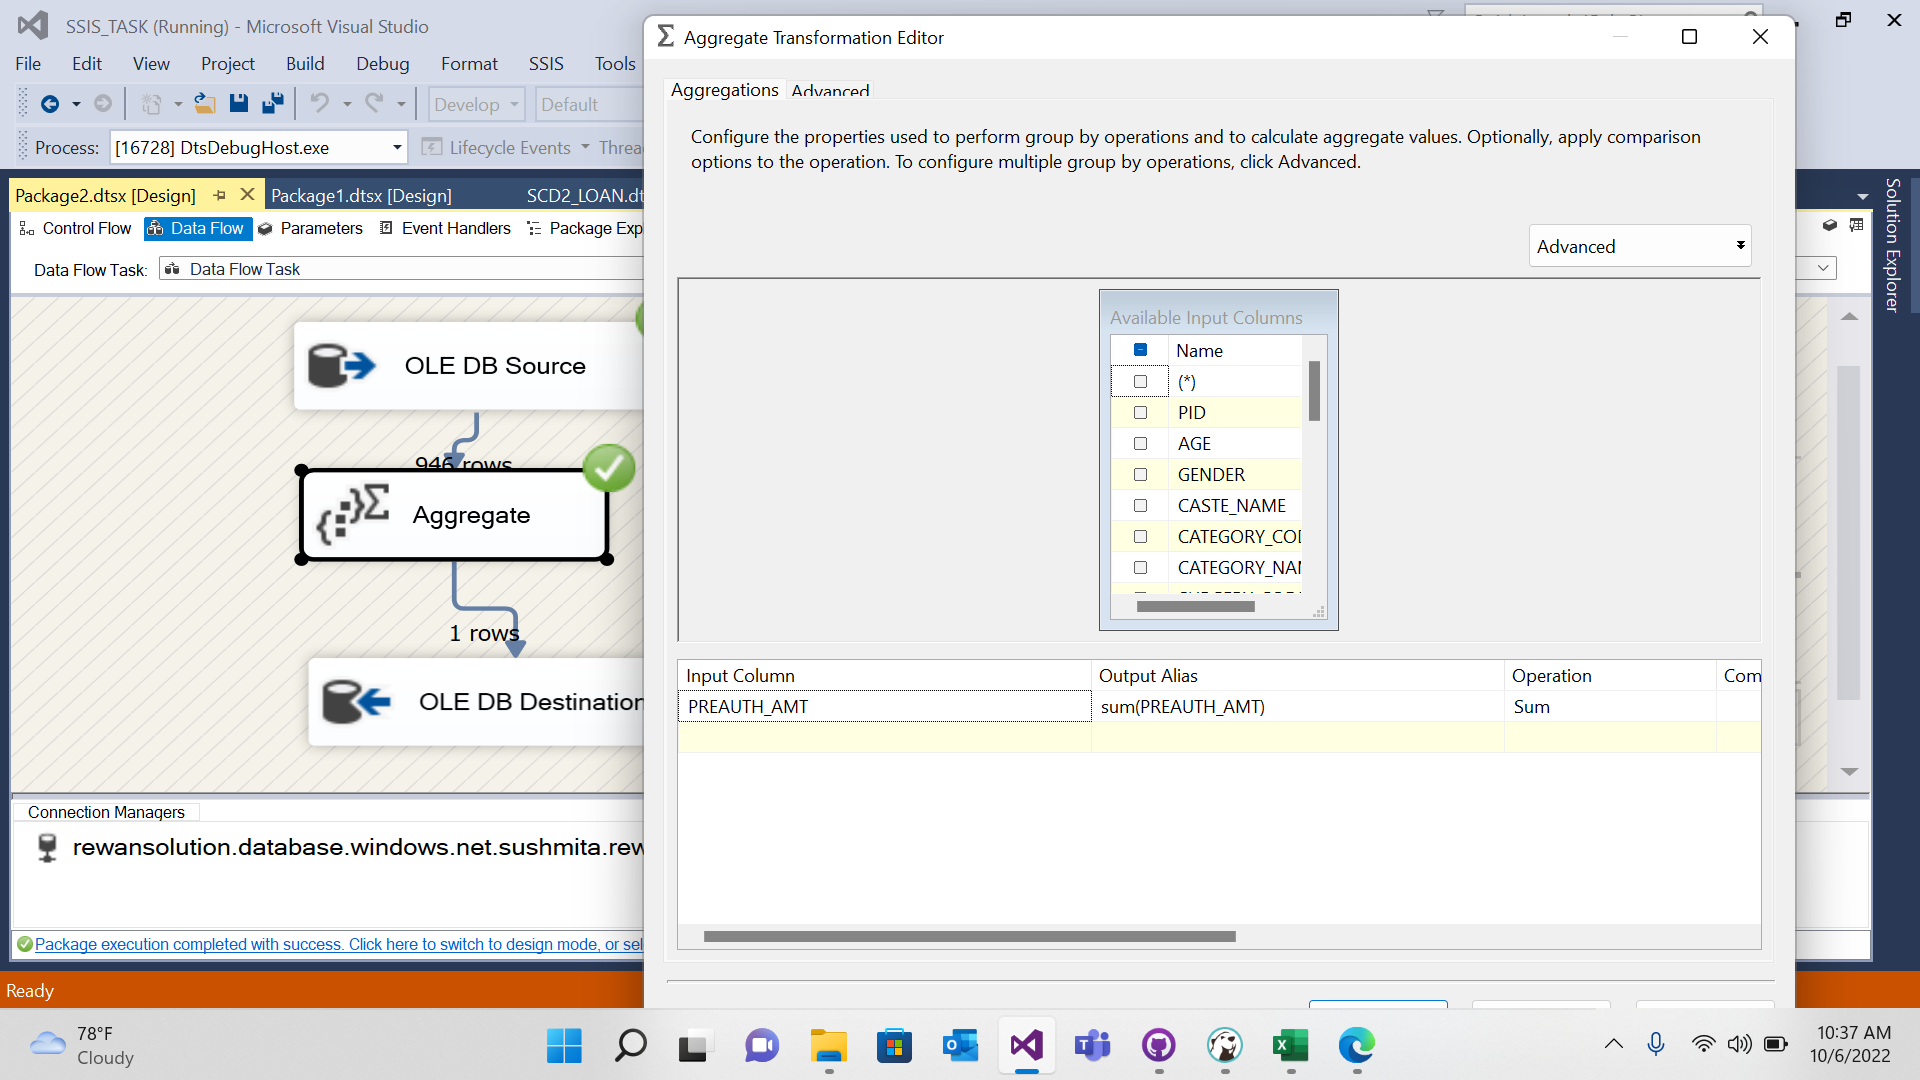 SSIS_TASK (Running) - Microsoft Visual Studio
File Edit View Project Build Debug Format SSIS Tools
Develop Default
Process: [16728] DtsDebugHost.exe Lifecycle Events
Package2.dtsx [Design] Package1.dtsx [Design] SCD2_LOAN.dt
Control Flow Data Flow Parameters Event Handlers Package Exp
Data Flow Task: Data Flow Task
OLE DB Source
946 rows
Aggregate
1 rows
OLE DB Destination
Connection Managers
rewansolution.database.windows.net.sushmita.rew
Package execution completed with success. Click here to switch to design mode, or sel
Ready
Aggregate Transformation Editor
Aggregations Advanced
Configure the properties used to perform group by operations and to calculate aggregate values. Optionally, apply comparison
options to the operation. To configure multiple group by operations, click Advanced.
Advanced
Available Input Columns
Name
(*)
PID
AGE
GENDER
CASTE_NAME
CATEGORY_COD
CATEGORY_NAM
Input Column Output Alias Operation Com
PREAUTH_AMT sum(PREAUTH_AMT) Sum
Solution Explorer
78°F
Cloudy
10:37 AM
10/6/2022